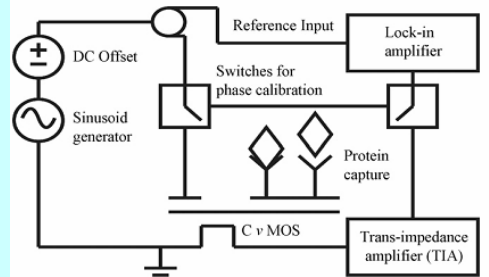 Reference Input
Lock-in
amplifier
DC Offset
Switches for
phase calibration
Sinusoid
generator
Protein
capture
C v MOS
Trans-impedance
amplifier (TIA)